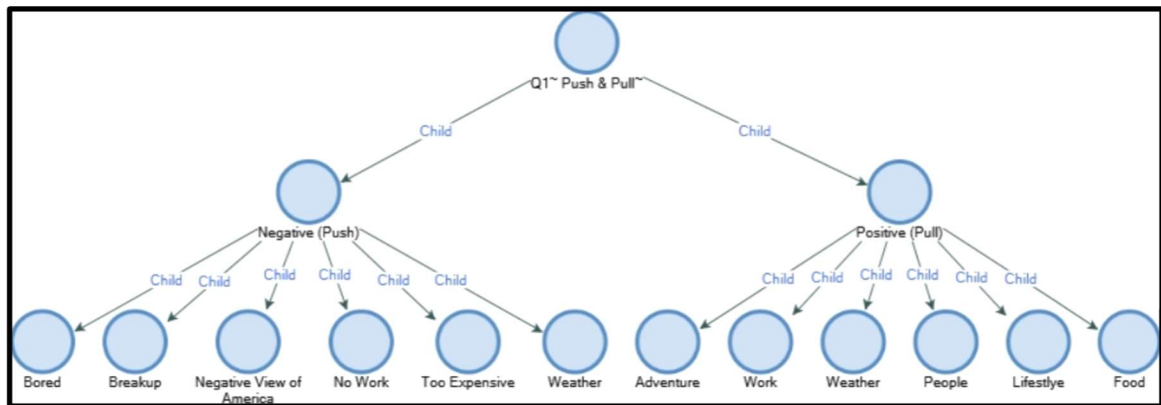 Q1~ Push & Pull~
Child
Child
Negative (Push)
Positive (Pull)
Child
Child
Child
Child
Child
Child
Child
Child
Child
Child
Child
Child
Bored
Breakup
Negative View of
America
No Work
Too Expensive
Weather
Adventure
Work
Weather
People
Lifestlye
Food